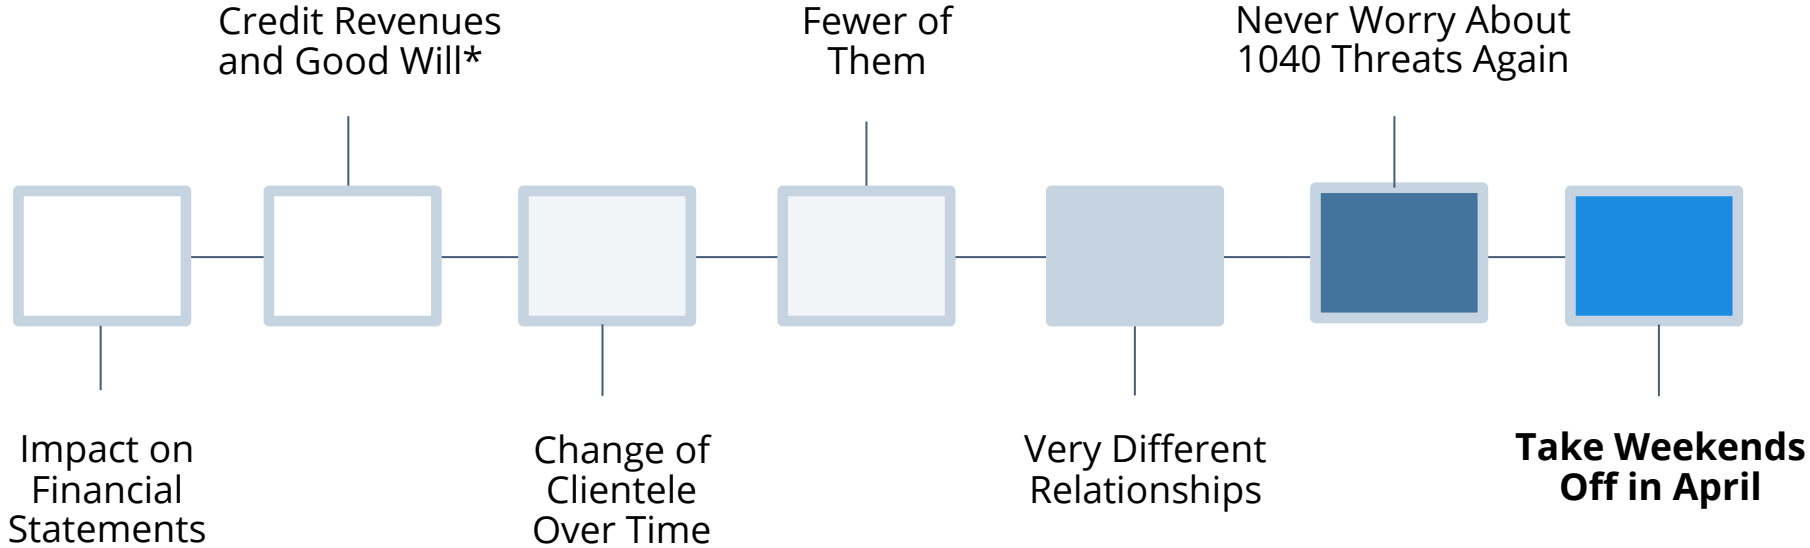 Credit Revenues
and Good Will*
Fewer of
Them
Never Worry About
1040 Threats Again
Impact on
Financial
Statements
Change of
Clientele
Over Time
Very Different
Relationships
Take Weekends
Off in April